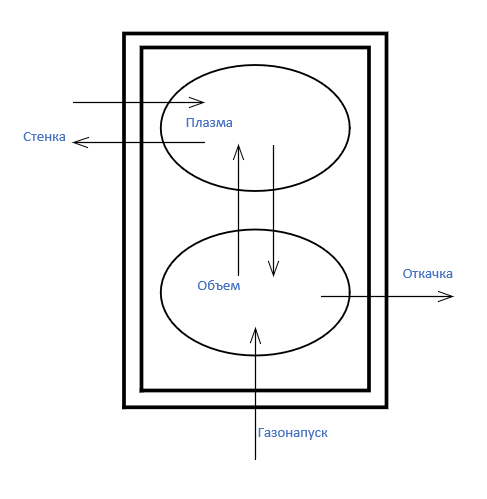 Плазма
Стенка
Откачка
Объем
Газонапуск